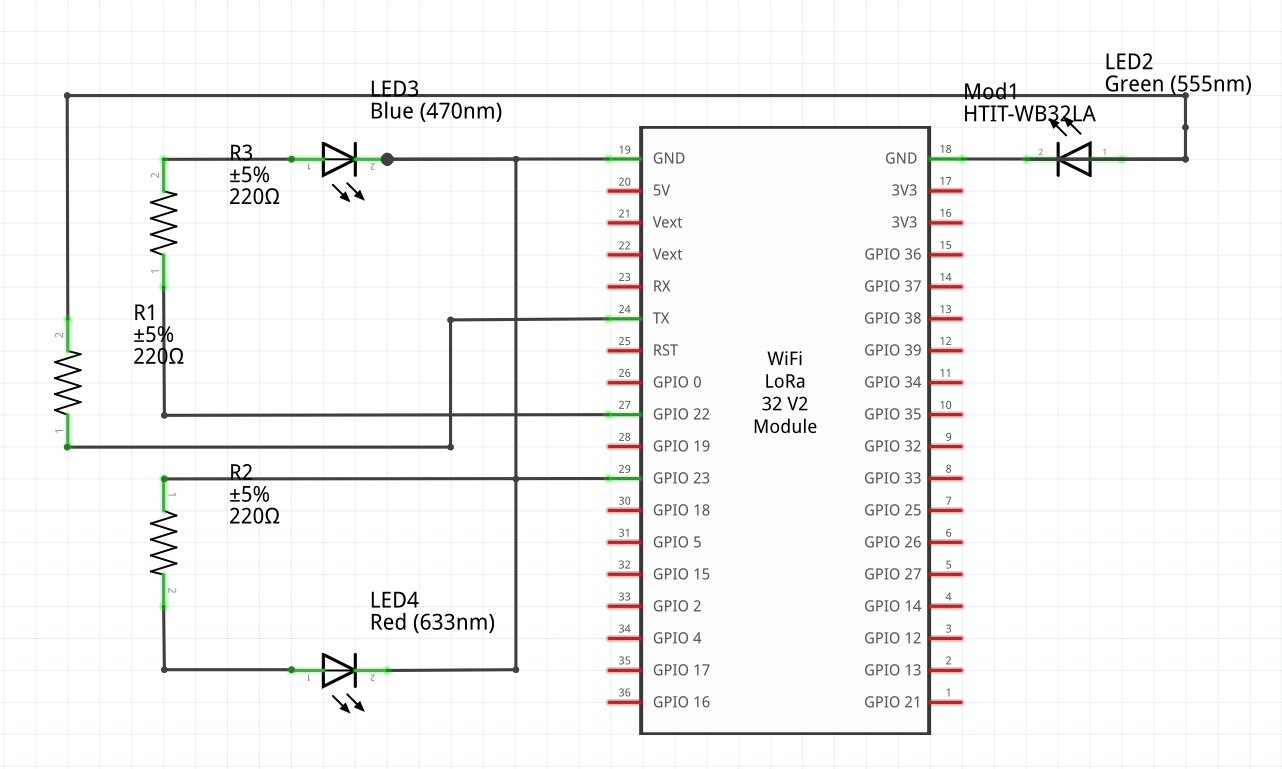 LED3
Blue (470nm)
LED2
Green (555nm)
Mod1
HTIT-WB32LA
R3
±5%
220Ω
2
1
1
2
R1
±5%
220Ω
2
1
R2
±5%
220Ω
1
2
LED4
Red (633nm)
1
2
2
1
WiFi
LoRa
32 V2
Module
19 GND
20 5V
21 Vext
22 Vext
23 RX
24 TX
25 RST
26 GPIO 0
27 GPIO 22
28 GPIO 19
29 GPIO 23
30 GPIO 18
31 GPIO 5
32 GPIO 15
33 GPIO 2
34 GPIO 4
35 GPIO 17
36 GPIO 16
GND 18
3V3 17
3V3 16
GPIO 36 15
GPIO 37 14
GPIO 38 13
GPIO 39 12
GPIO 34 11
GPIO 35 10
GPIO 32 9
GPIO 33 8
GPIO 25 7
GPIO 26 6
GPIO 27 5
GPIO 14 4
GPIO 12 3
GPIO 13 2
GPIO 21 1